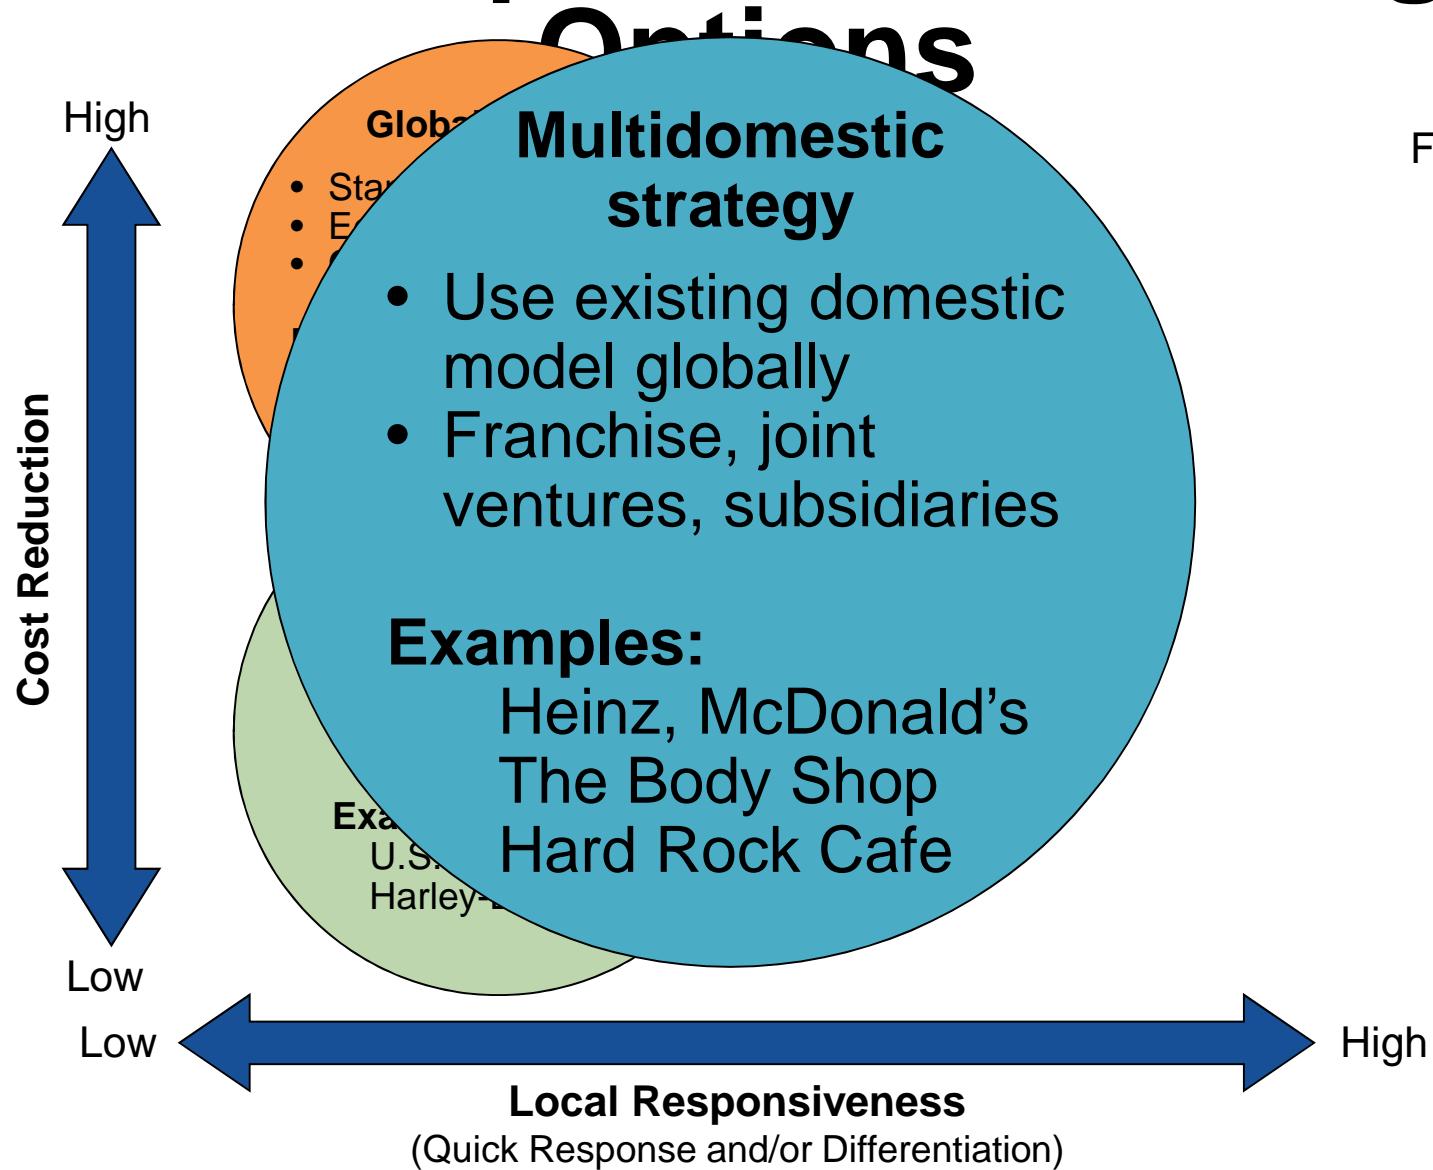 Options
High
Multidomestic
strategy
• Use existing domestic
model globally
• Franchise, joint
ventures, subsidiaries
Examples:
Heinz, McDonald's
The Body Shop
Hard Rock Cafe
U.S.
Harley-
Cost Reduction
Low
Low
High
Local Responsiveness
(Quick Response and/or Differentiation)